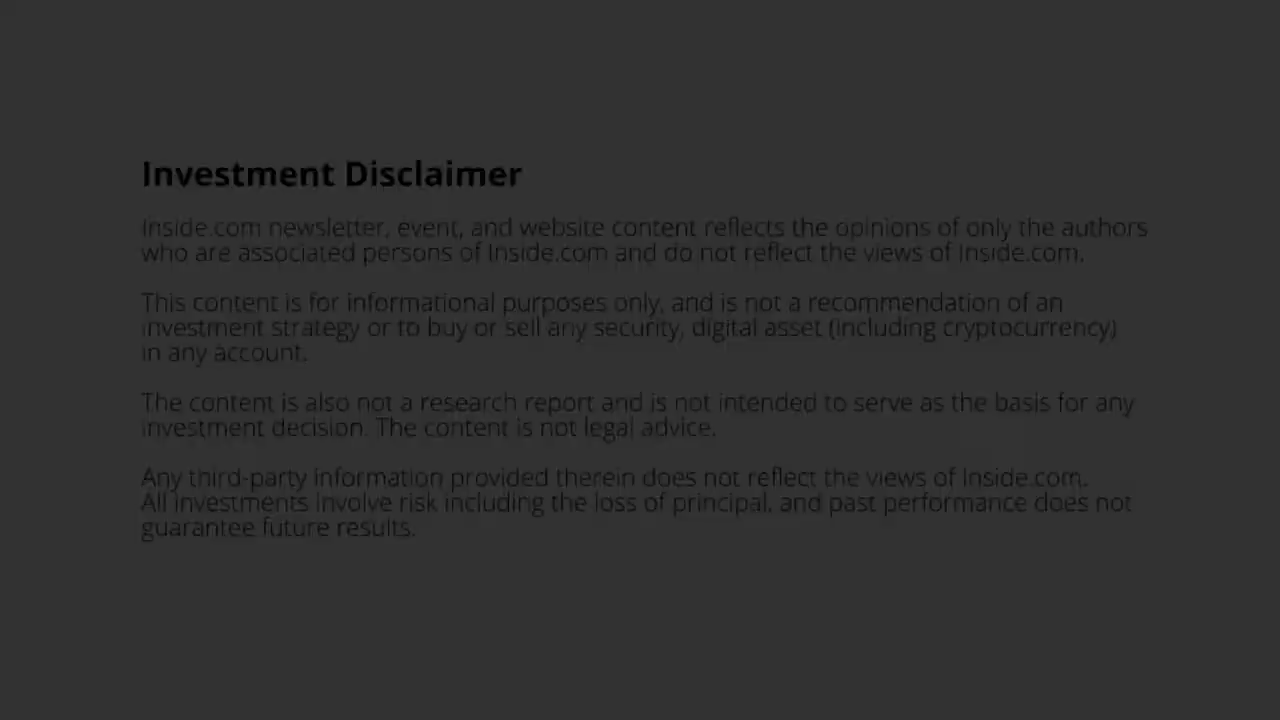 Investment Disclaimer
Inside.com newsletter, event, and website content reflects the opinions of only the authors
who are associated persons of Inside.com and do not reflect the views of Inside.com.
This content is for informational purposes only, and is not a recommendation of an
investment strategy or to buy or sell any security, digital asset (including cryptocurrency)
in any account.
The content is also not a research report and is not intended to serve as the basis for any
investment decision. The content is not legal advice.
Any third-party information provided therein does not reflect the views of Inside.com.
All investments involve risk including the loss of principal, and past performance does not
guarantee future results.